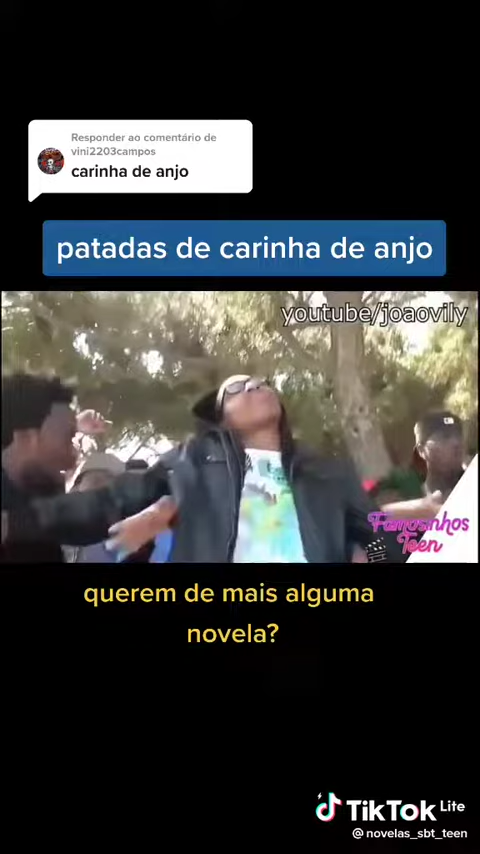 Responder ao comentário de
vini2203campos
carinha de anjo
patadas de carinha de anjo
youtube/joaovily
Famosinhos
Teen
querem de mais alguma
novela?
TikTok Lite
@novelas_sbt_teen